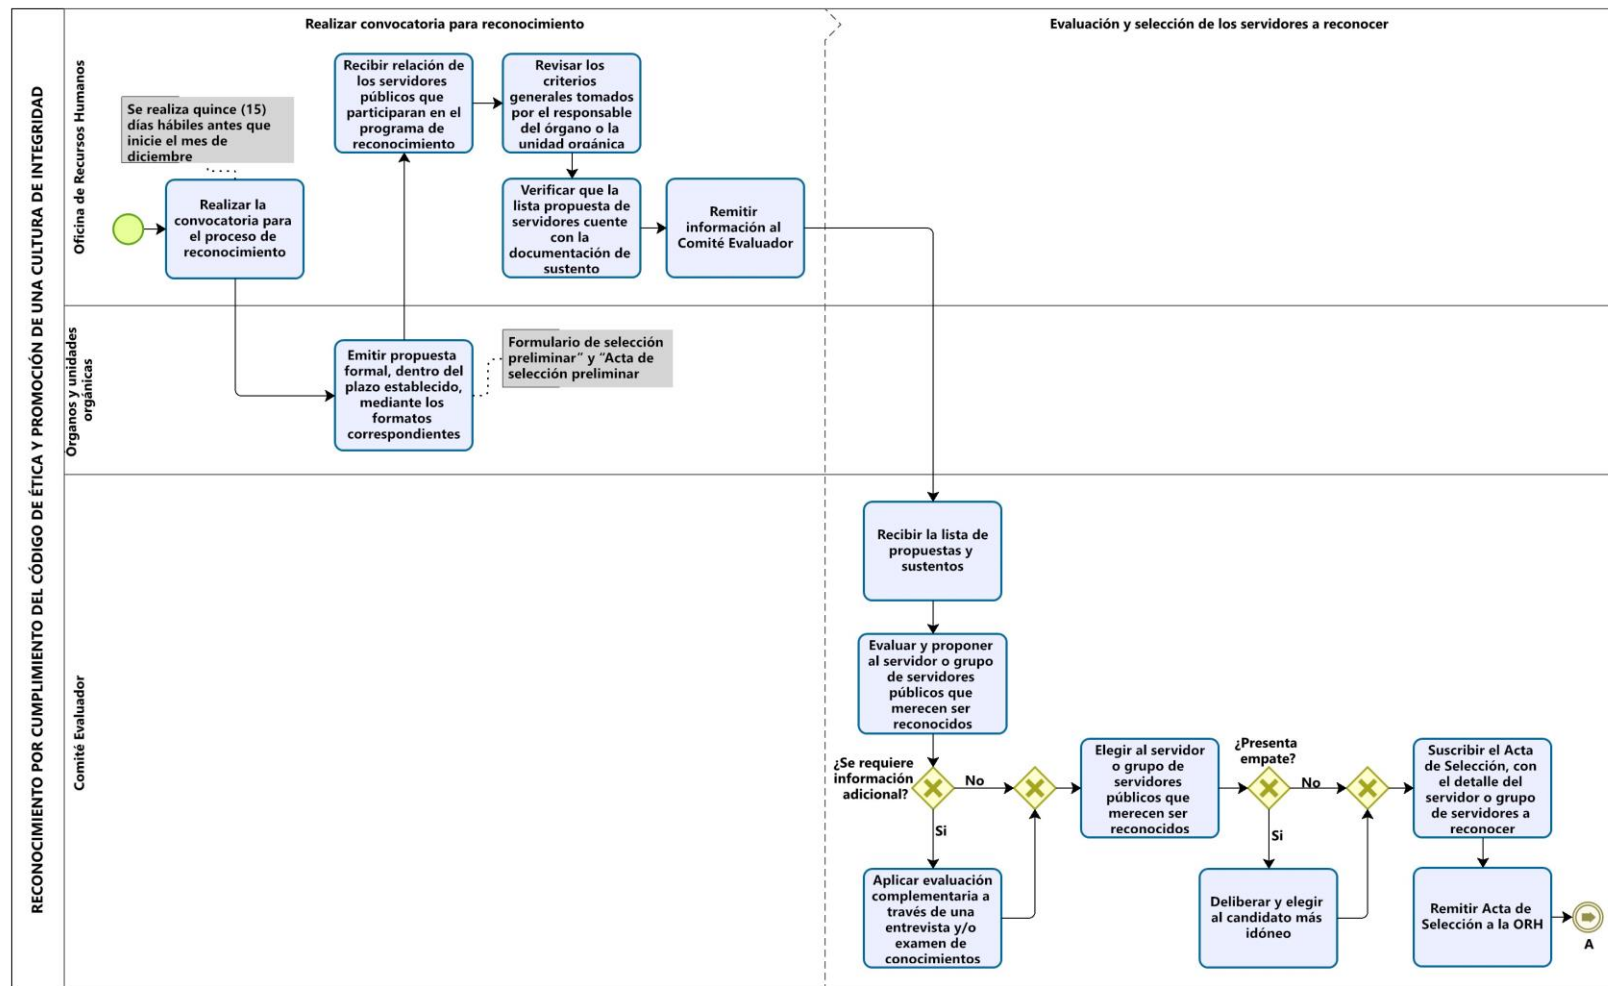 RECONOCIMIENTO POR CUMPLIMIENTO DEL CÓDIGO DE ÉTICA Y PROMOCIÓN DE UNA CULTURA DE INTEGRIDAD
Realizar convocatoria para reconocimiento
Evaluación y selección de los servidores a reconocer
Oficina de Recursos Humanos
Se realiza quince (15)
días hábiles antes que
inicie el mes de
diciembre
Realizar la
convocatoria para
el proceso de
reconocimiento
Recibir relación de
los servidores
públicos que
participaran en el
programa de
reconocimiento
Revisar los
criterios
generales tomados
por el responsable
del órgano o la
unidad orgánica
Verificar que la
lista propuesta de
servidores cuente
con la
documentación de
sustento
Remitir
información al
Comité Evaluador
Órganos y unidades
orgánicas
Emitir propuesta
formal, dentro del
plazo establecido,
mediante los
formatos
correspondientes
Formulario de selección
preliminar” y “Acta de
selección preliminar
Comité Evaluador
Recibir la lista de
propuestas y
sustentos
Evaluar y proponer
al servidor o grupo
de servidores
públicos que
merecen ser
reconocidos
¿Se requiere
información
adicional?
No
Si
Aplicar evaluación
complementaria a
través de una
entrevista y/o
examen de
conocimientos
Elegir al servidor
o grupo de
servidores
públicos que
merecen ser
reconocidos
¿Presenta
empate?
No
Si
Deliberar y elegir
al candidato más
idóneo
Suscribir el Acta
de Selección, con
el detalle del
servidor o grupo
de servidores a
reconocer
Remitir Acta de
Selección a la ORH
A